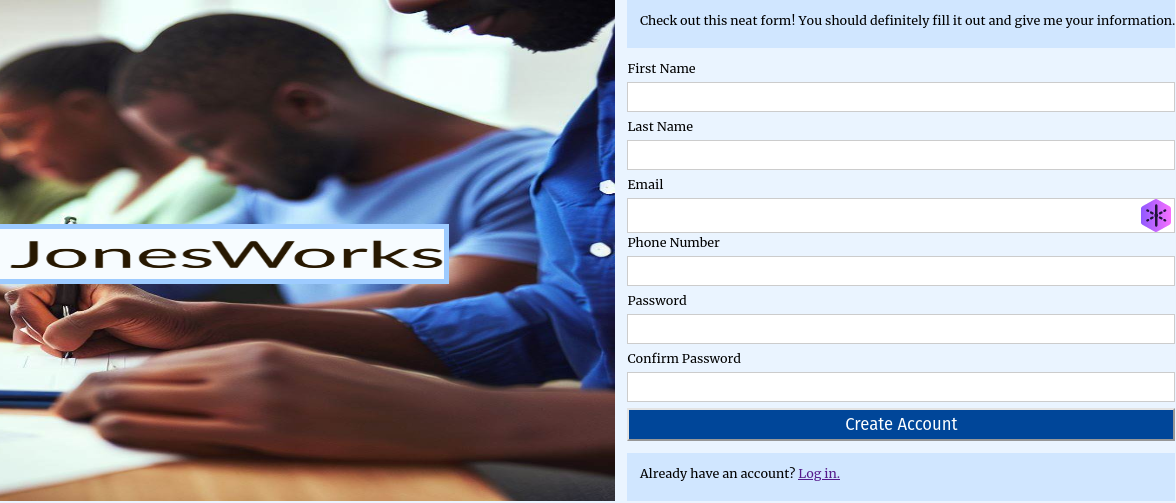 JonesWorks
Check out this neat form! You should definitely fill it out and give me your information.
First Name
Last Name
Email
Phone Number
Password
Confirm Password
Create Account
Already have an account? Log in.